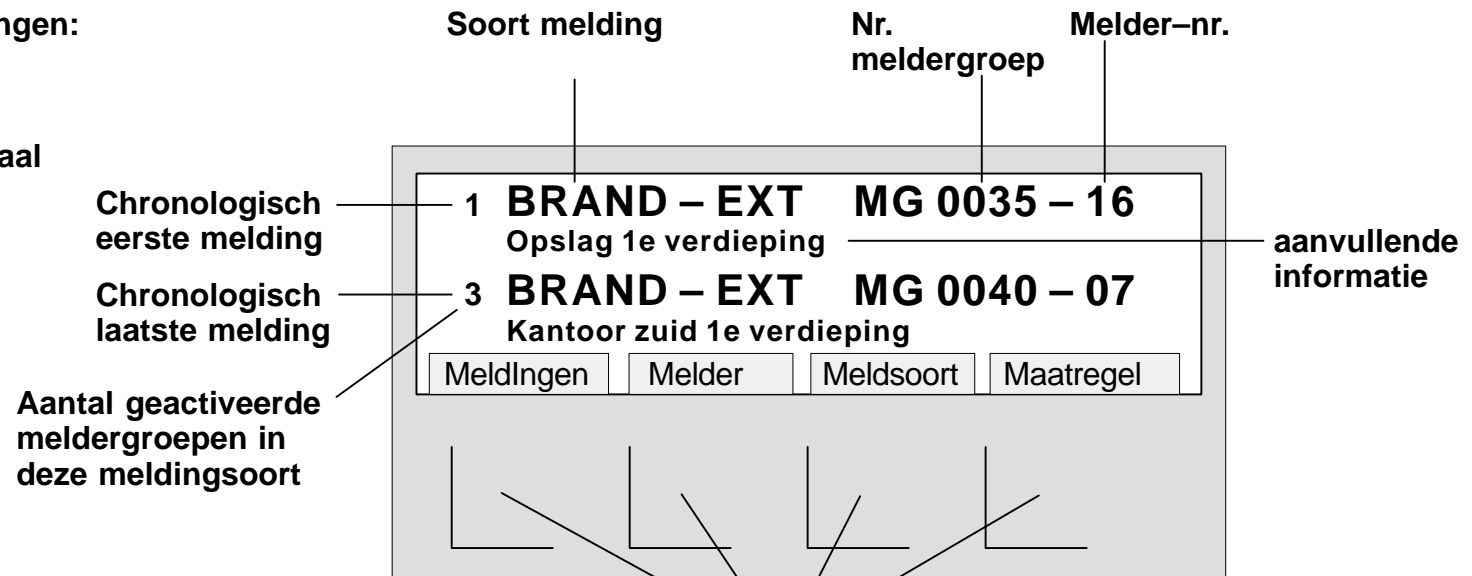 ngen:
Soort melding
Nr.
meldergroep
Melder–nr.
aal
Chronologisch
eerste melding
1 BRAND – EXT MG 0035 – 16
Opslag 1e verdieping
aanvullende
informatie
Chronologisch
laatste melding
3 BRAND – EXT MG 0040 – 07
Kantoor zuid 1e verdieping
MeldIngen Melder Meldsoort Maatregel
Aantal geactiveerde
meldergroepen in
deze meldingsoort